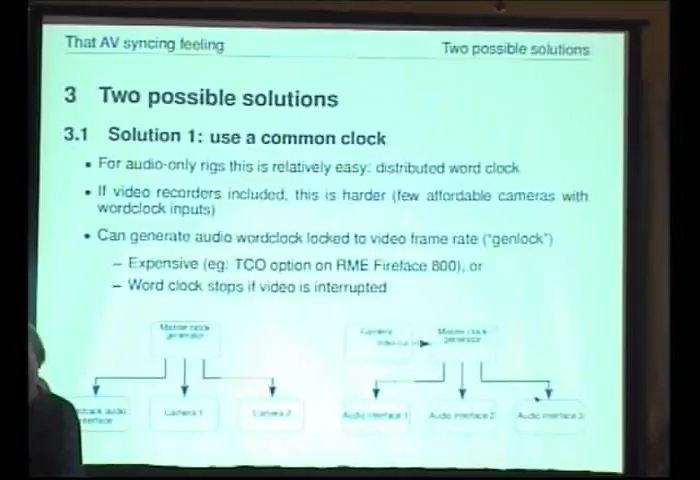 That AV syncing feeling
Two possible solutions
3 Two possible solutions
3.1 Solution 1: use a common clock
• For audio-only rigs this is relatively easy: distributed word clock
• If video recorders included, this is harder (few affordable cameras with
wordclock inputs)
• Can generate audio wordclock locked to video frame rate ("genlock")
– Expensive (eg: TCO option on RME Fireface 800), or
– Word clock stops if video is interrupted
Master clock
generator
Camera
video out
Master clock
generator
audio
interface
Camera 1
Camera 2
Audio interface 1
Audio interface 2
Audio interface 3